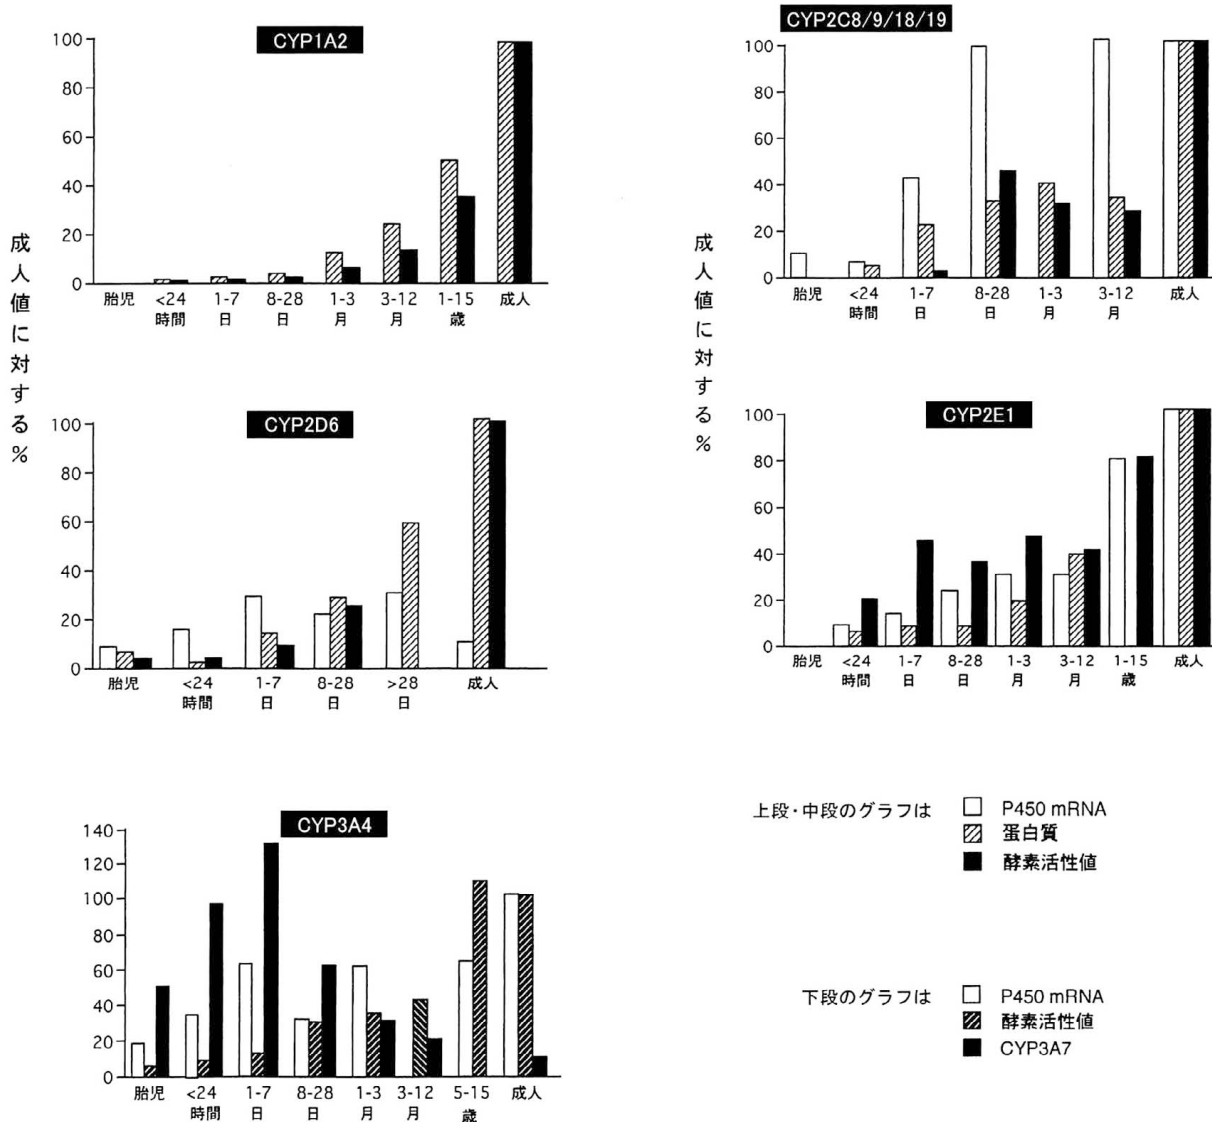 CYP1A2
100
80
60
40
20
0
胎児 <24 1-7 8-28 1-3 3-12 1-15 成人
時間 日 日 月 月 歳
成人値に対する%
CYP2C8/9/18/19
100
80
60
40
20
0
胎児 <24 1-7 8-28 1-3 3-12 成人
時間 日 日 月 月
成人値に対する%
CYP2D6
100
80
60
40
20
0
胎児 <24 1-7 8-28 >28 成人
時間 日 日 日
CYP2E1
100
80
60
40
20
0
胎児 <24 1-7 8-28 1-3 3-12 1-15 成人
時間 日 日 月 月 歳
CYP3A4
140
120
100
80
60
40
20
0
胎児 <24 1-7 8-28 1-3 3-12 5-15 成人
時間 日 日 月 月 歳
上段・中段のグラフは P450 mRNA
蛋白質
酵素活性値
下段のグラフは P450 mRNA
酵素活性値
CYP3A7